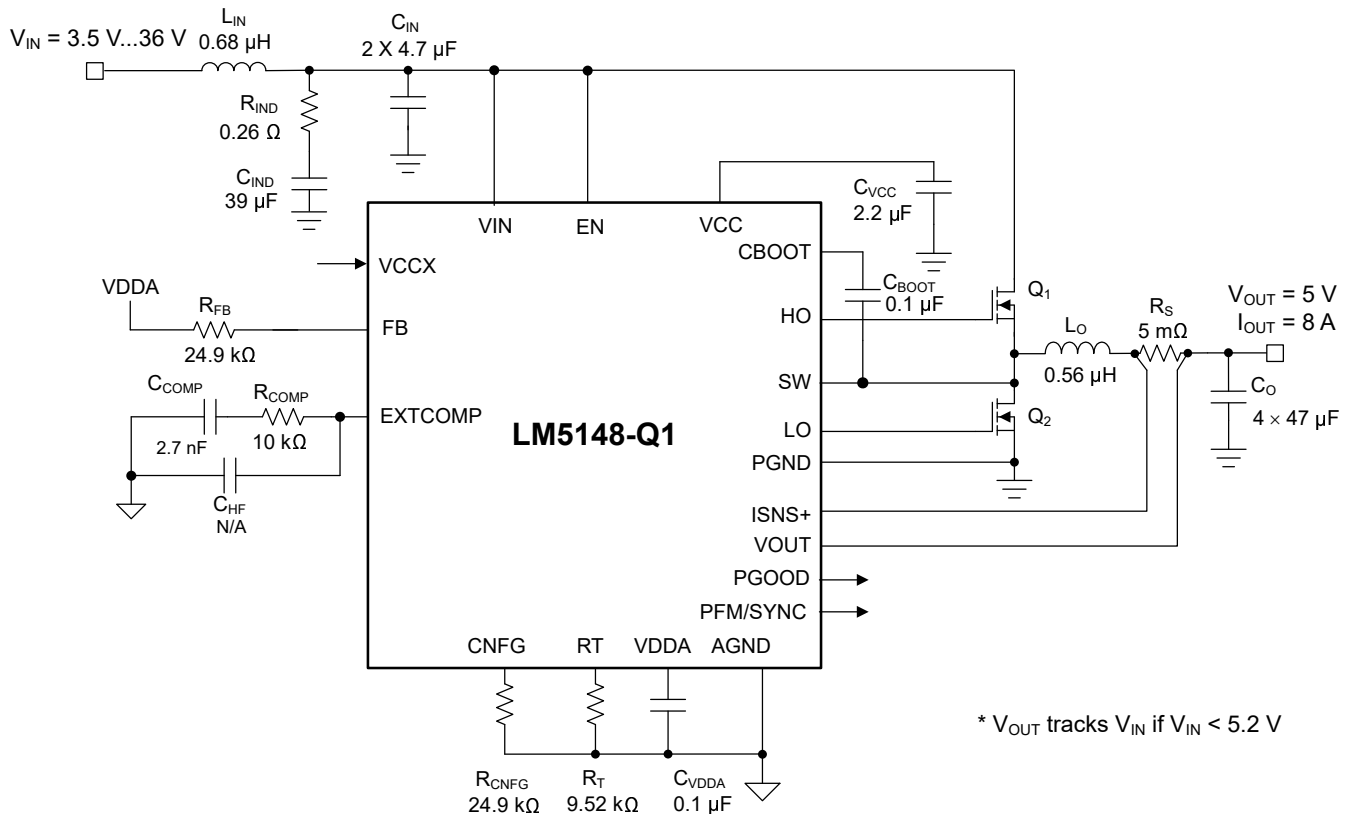 V_IN = 3.5 V...36 V
L_IN
0.68 µH
C_IN
2 X 4.7 µF
R_IND
0.26 Ω
C_IND
39 µF
C_VCC
2.2 µF
VIN
EN
VCC
CBOOT
VCCX
VDDA
R_FB
24.9 kΩ
FB
C_BOOT
0.1 µF
HO
Q₁
V_OUT = 5 V
I_OUT = 8 A
L_O
0.56 µH
R_S
5 mΩ
SW
C_O
4 × 47 µF
C_COMP
2.7 nF
R_COMP
10 kΩ
EXTCOMP
LM5148-Q1
LO
Q₂
PGND
C_HF
N/A
ISNS+
VOUT
PGOOD
PFM/SYNC
CNFG
RT
VDDA
AGND
* V_OUT tracks V_IN if V_IN < 5.2 V
R_CNFG
24.9 kΩ
R_T
9.52 kΩ
C_VDDA
0.1 µF